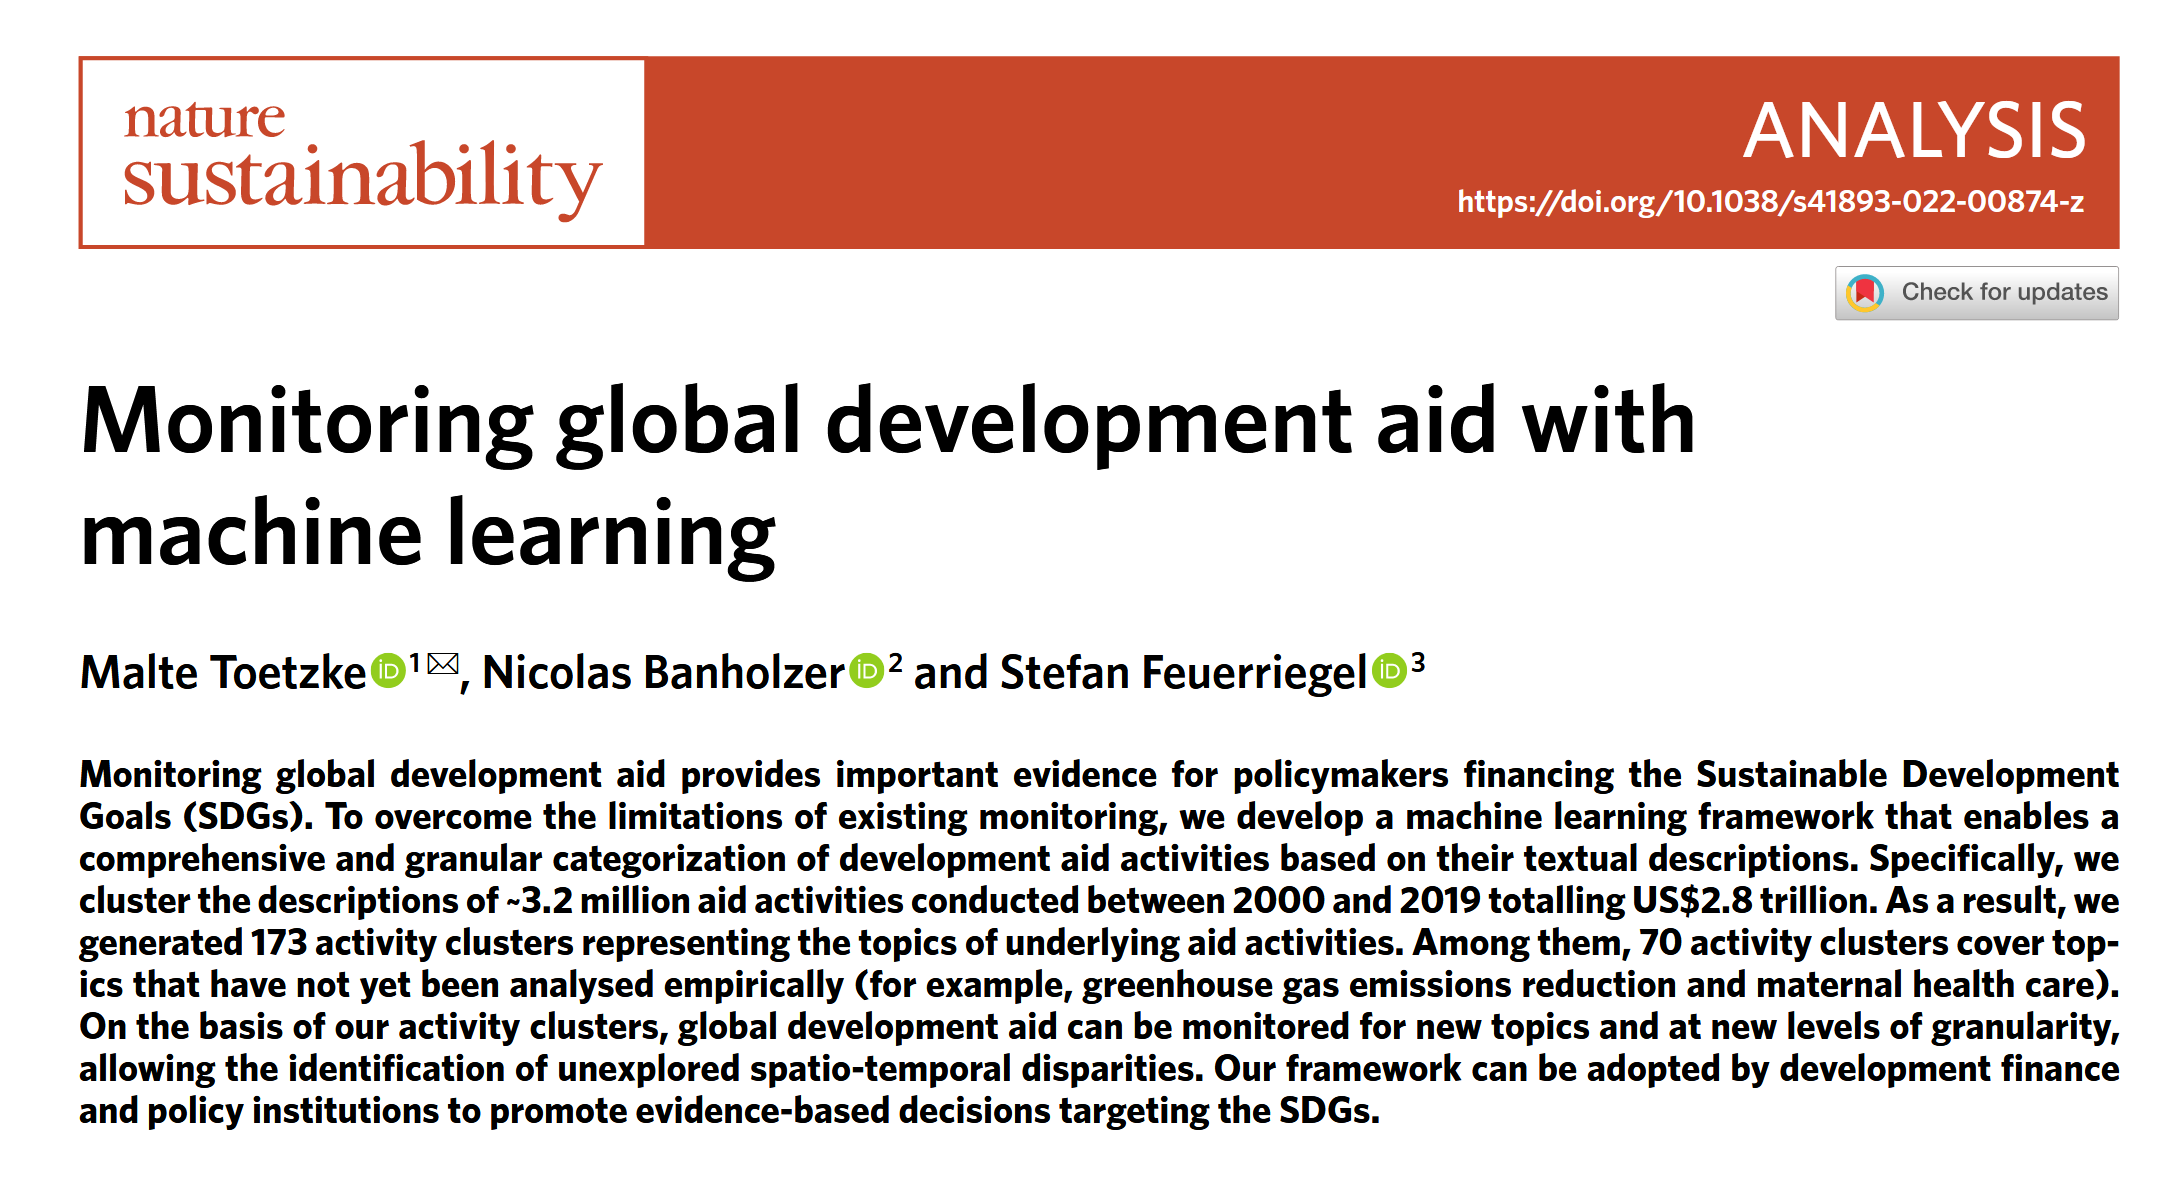 nature
sustainability
ANALYSIS
https://doi.org/10.1038/s41893-022-00874-z
Check for updates
Monitoring global development aid with
machine learning
Malte Toetzke iD 1✉, Nicolas Banholzer iD 2 and Stefan Feuerriegel iD 3
Monitoring global development aid provides important evidence for policymakers financing the Sustainable Development
Goals (SDGs). To overcome the limitations of existing monitoring, we develop a machine learning framework that enables a
comprehensive and granular categorization of development aid activities based on their textual descriptions. Specifically, we
cluster the descriptions of ~3.2 million aid activities conducted between 2000 and 2019 totalling US$2.8 trillion. As a result, we
generated 173 activity clusters representing the topics of underlying aid activities. Among them, 70 activity clusters cover top-
ics that have not yet been analysed empirically (for example, greenhouse gas emissions reduction and maternal health care).
On the basis of our activity clusters, global development aid can be monitored for new topics and at new levels of granularity,
allowing the identification of unexplored spatio-temporal disparities. Our framework can be adopted by development finance
and policy institutions to promote evidence-based decisions targeting the SDGs.